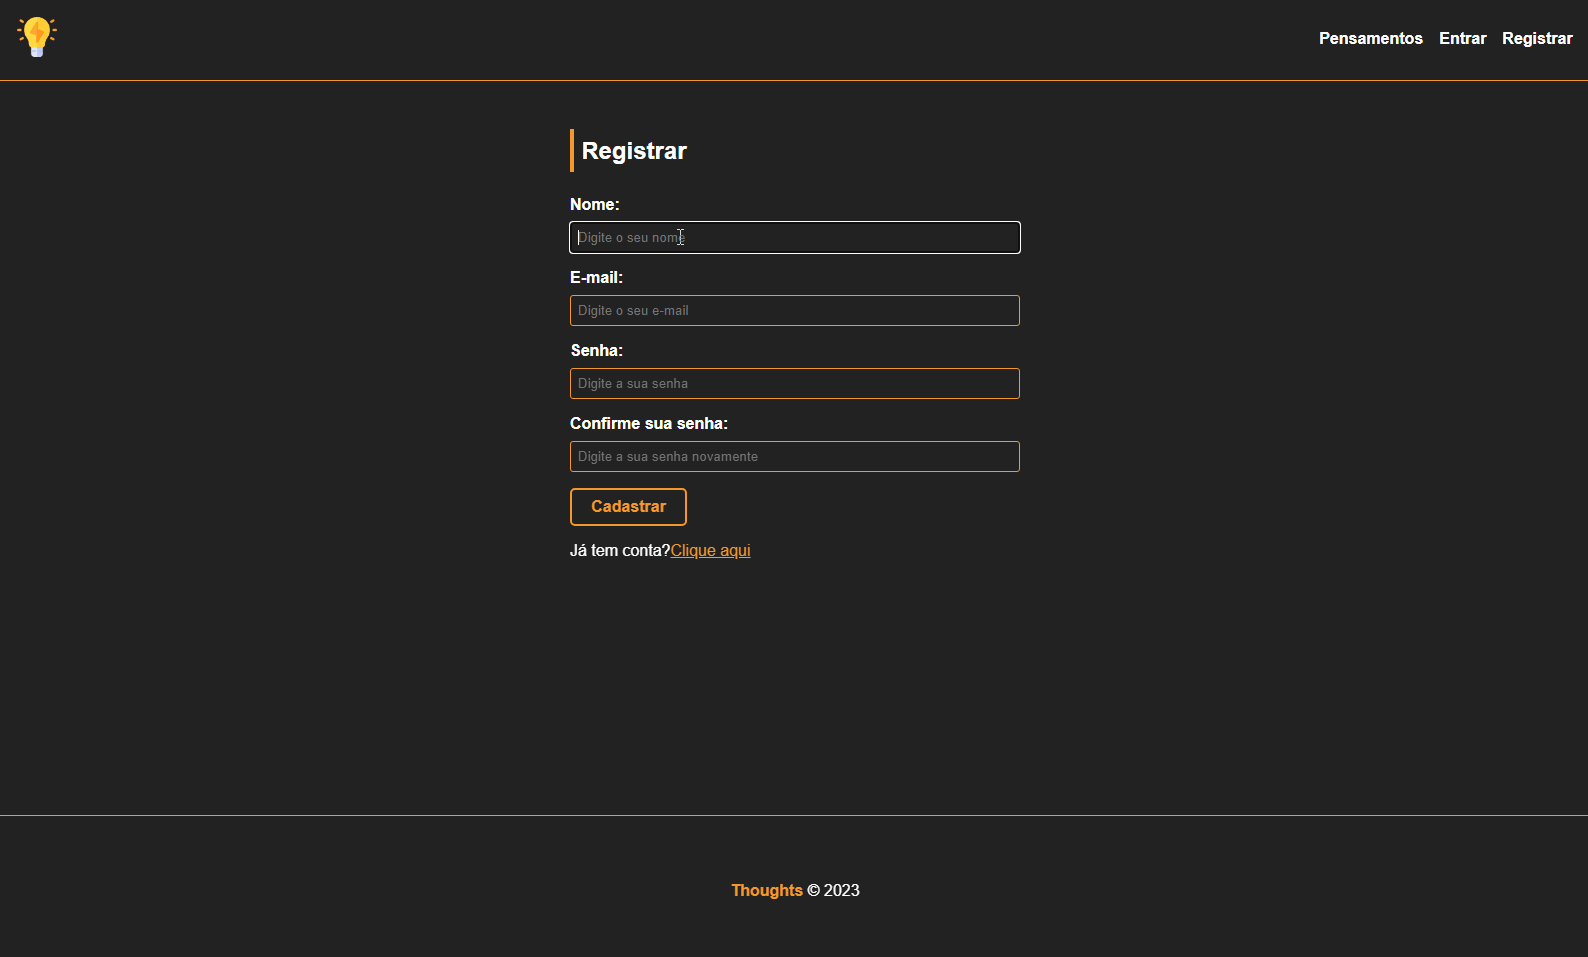 Pensamentos Entrar Registrar
Registrar
Nome:
Digite o seu nome
E-mail:
Digite o seu e-mail
Senha:
Digite a sua senha
Confirme sua senha:
Digite a sua senha novamente
Cadastrar
Já tem conta?Clique aqui
Thoughts © 2023